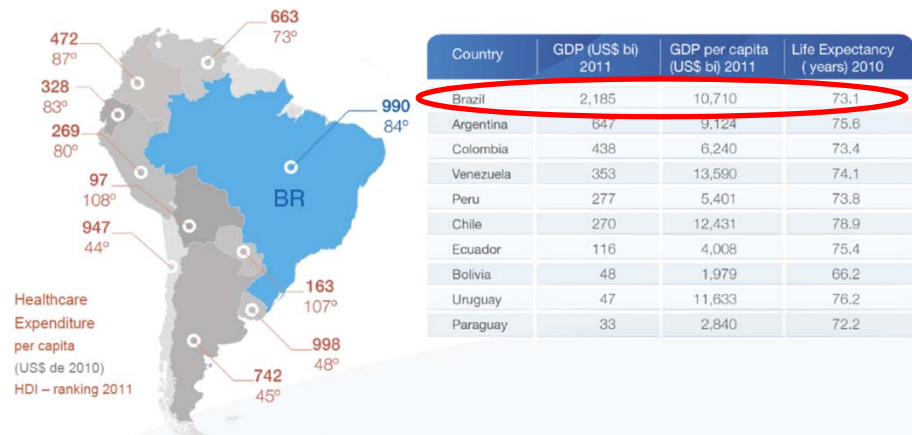 663
73º
472
87º
328
83º
269
80º
97
108º
947
44º
990
84º
BR
163
107º
998
48º
742
45º
Healthcare
Expenditure
per capita
(US$ de 2010)
HDI – ranking 2011
Country GDP (US$ bi) 2011 GDP per capita (US$ bi) 2011 Life Expectancy ( years) 2010
Brazil 2,185 10,710 73.1
Argentina 647 9,124 75.6
Colombia 438 6,240 73.4
Venezuela 353 13,590 74.1
Peru 277 5,401 73.8
Chile 270 12,431 78.9
Ecuador 116 4,008 75.4
Bolivia 48 1,979 66.2
Uruguay 47 11,633 76.2
Paraguay 33 2,840 72.2